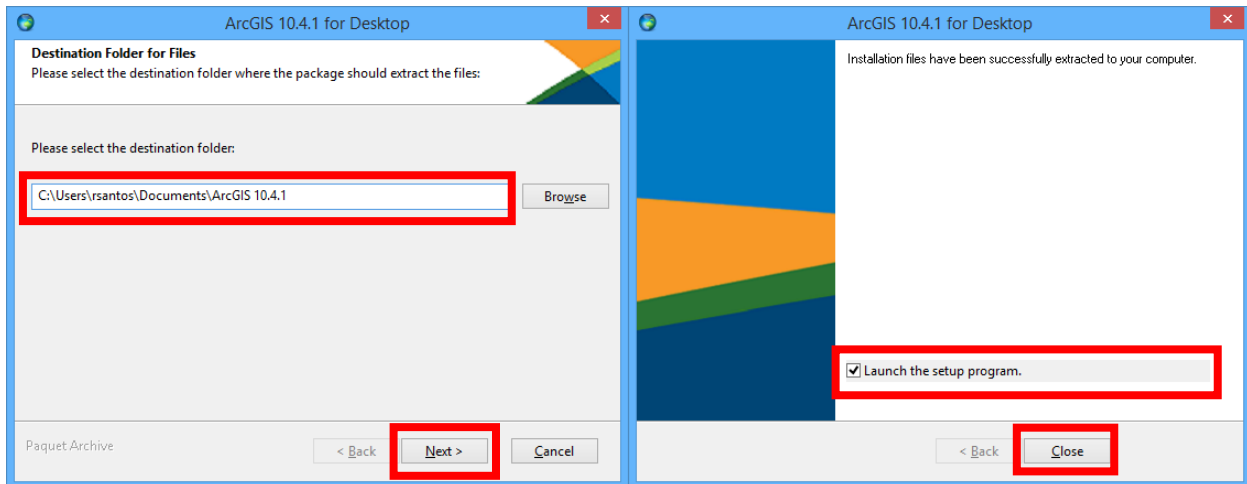 ArcGIS 10.4.1 for Desktop
Destination Folder for Files
Please select the destination folder where the package should extract the files:
Please select the destination folder:
C:\Users\rsantos\Documents\ArcGIS 10.4.1
Browse
Paquet Archive
< Back
Next >
Cancel
ArcGIS 10.4.1 for Desktop
Installation files have been successfully extracted to your computer.
Launch the setup program.
< Back
Close